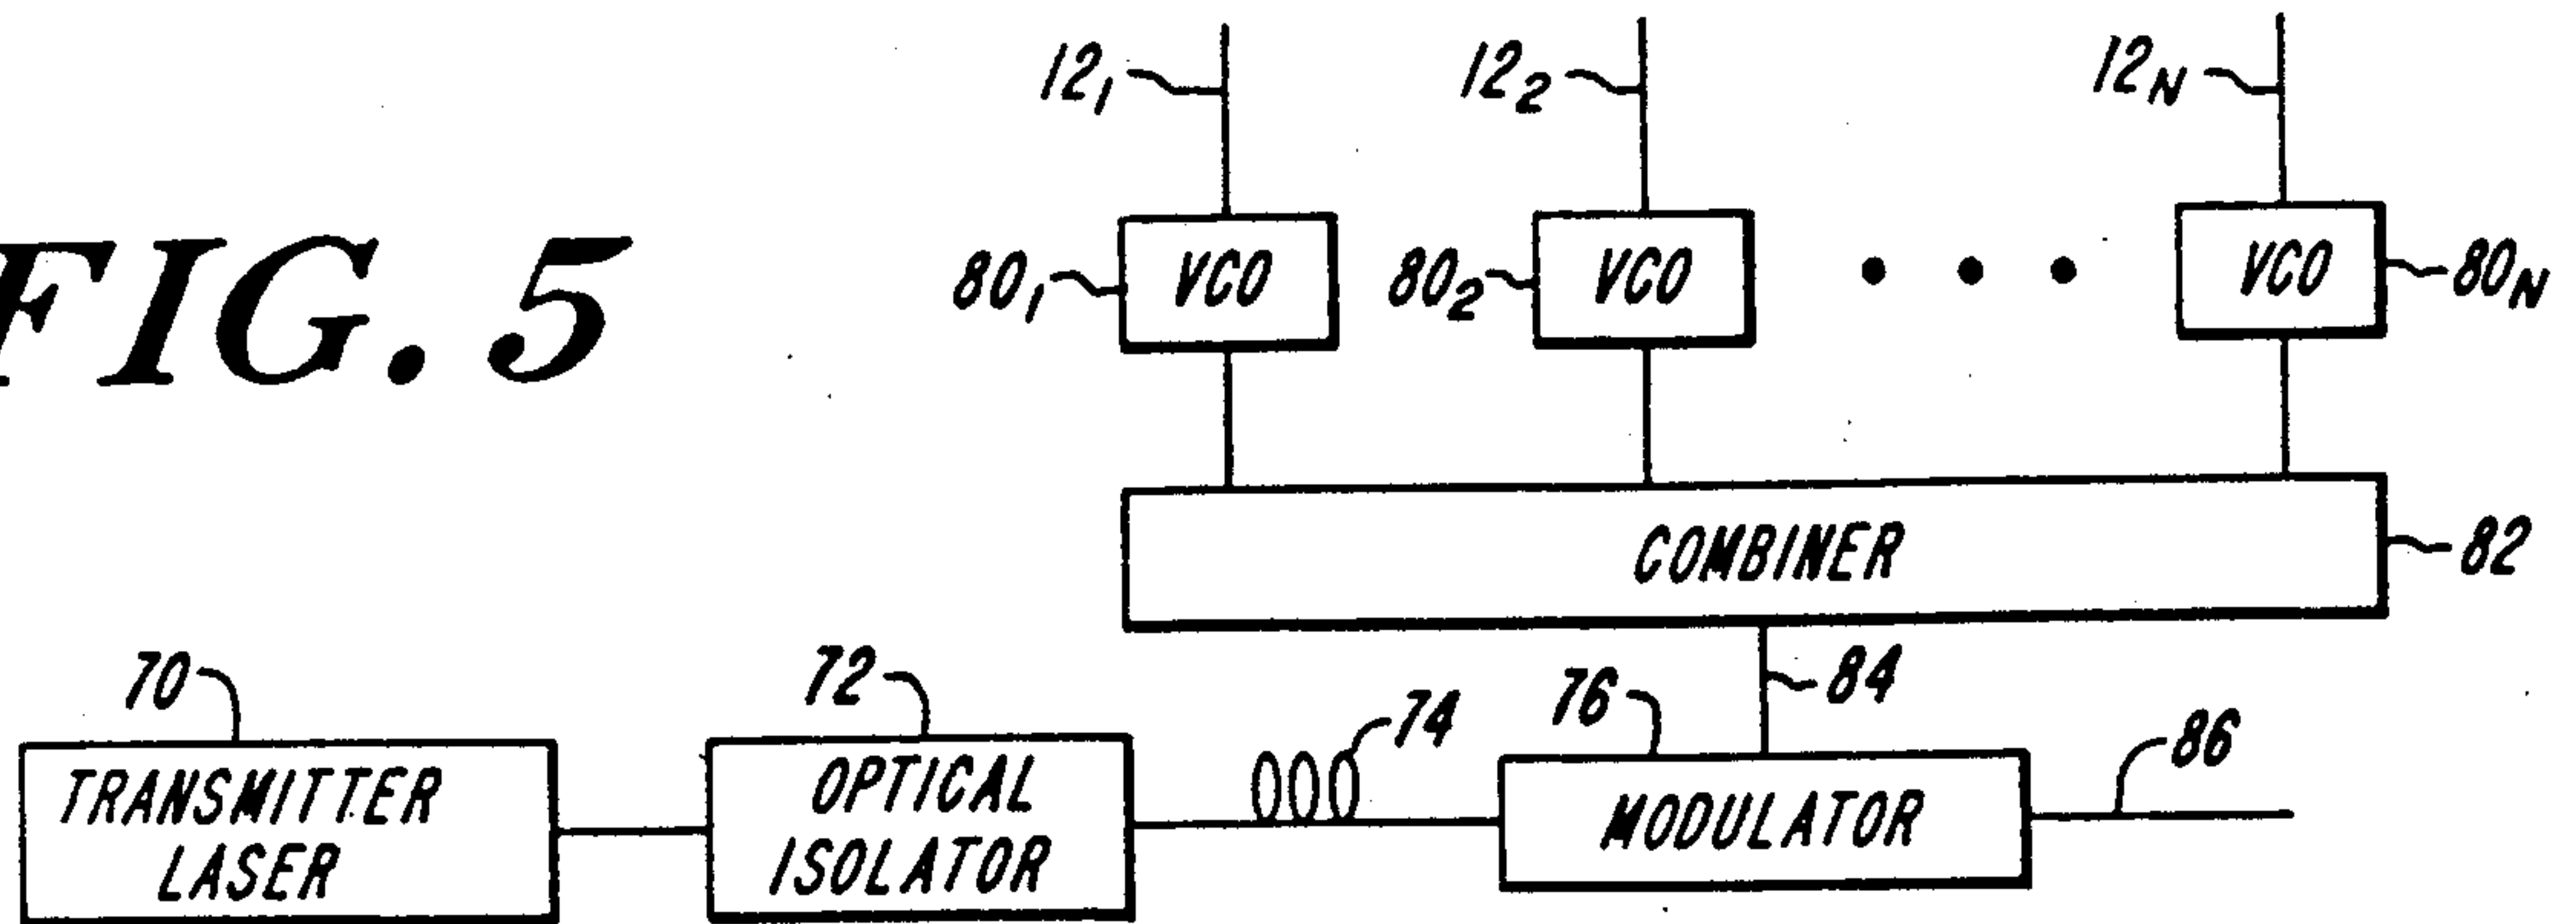 FIG. 5
12₁ 12₂ 12N
80₁ VCO 80₂ VCO • • • VCO 80N
COMBINER 82
70 72 74 76 84 86
TRANSMITTER
LASER
OPTICAL
ISOLATOR
MODULATOR